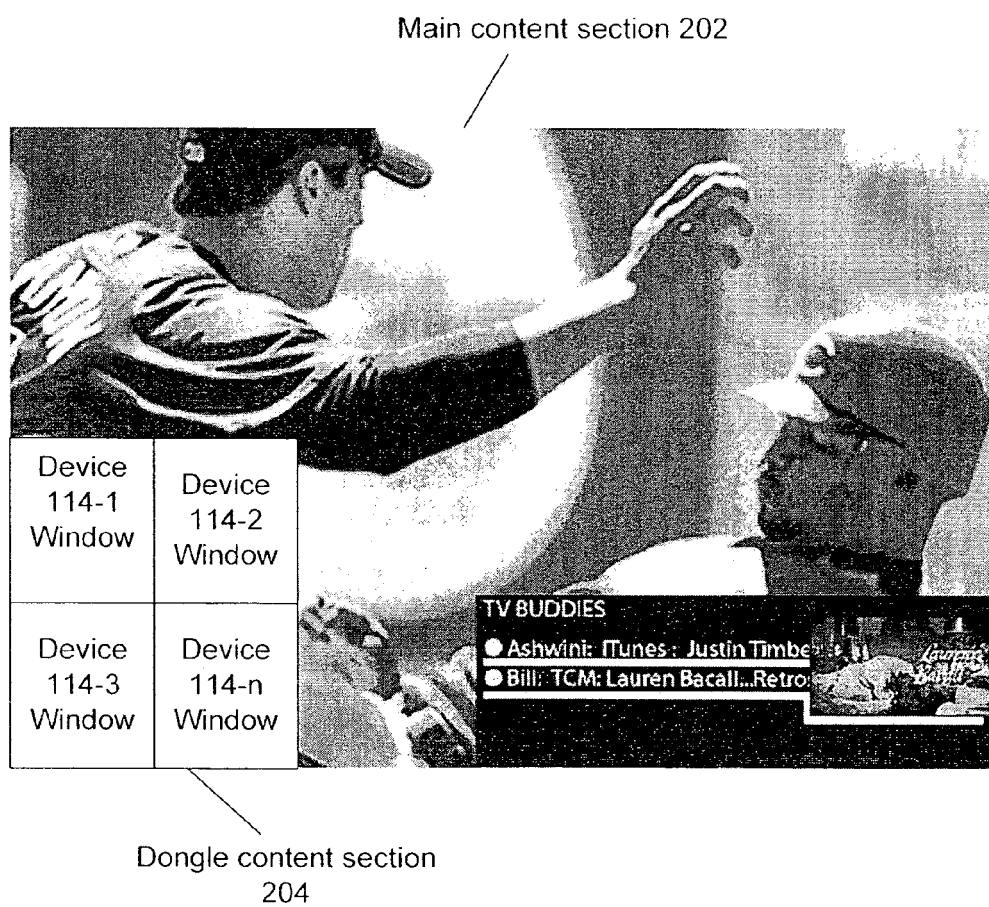 Main content section 202
Device
114-1
Window
Device
114-2
Window
Device
114-3
Window
Device
114-n
Window
TV BUDDIES
Ashwini: iTunes : Justin Timbe
Bill: TCM: Lauren Bacall...Retro
Dongle content section
204